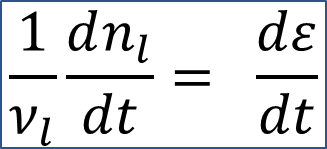 1/ν_l dn_l/dt = dε/dt